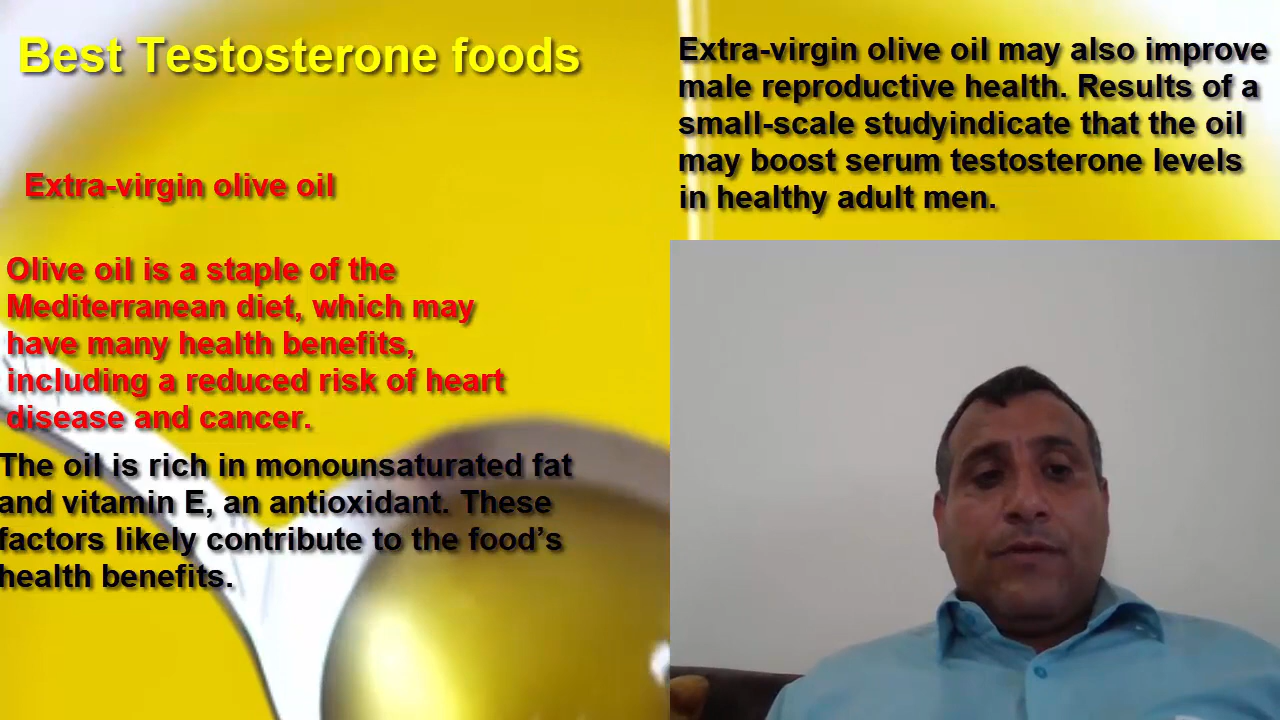 Best Testosterone foods
Extra-virgin olive oil
Olive oil is a staple of the
Mediterranean diet, which may
have many health benefits,
including a reduced risk of heart
disease and cancer.
The oil is rich in monounsaturated fat
and vitamin E, an antioxidant. These
factors likely contribute to the food’s
health benefits.
Extra-virgin olive oil may also improve
male reproductive health. Results of a
small-scale studyindicate that the oil
may boost serum testosterone levels
in healthy adult men.